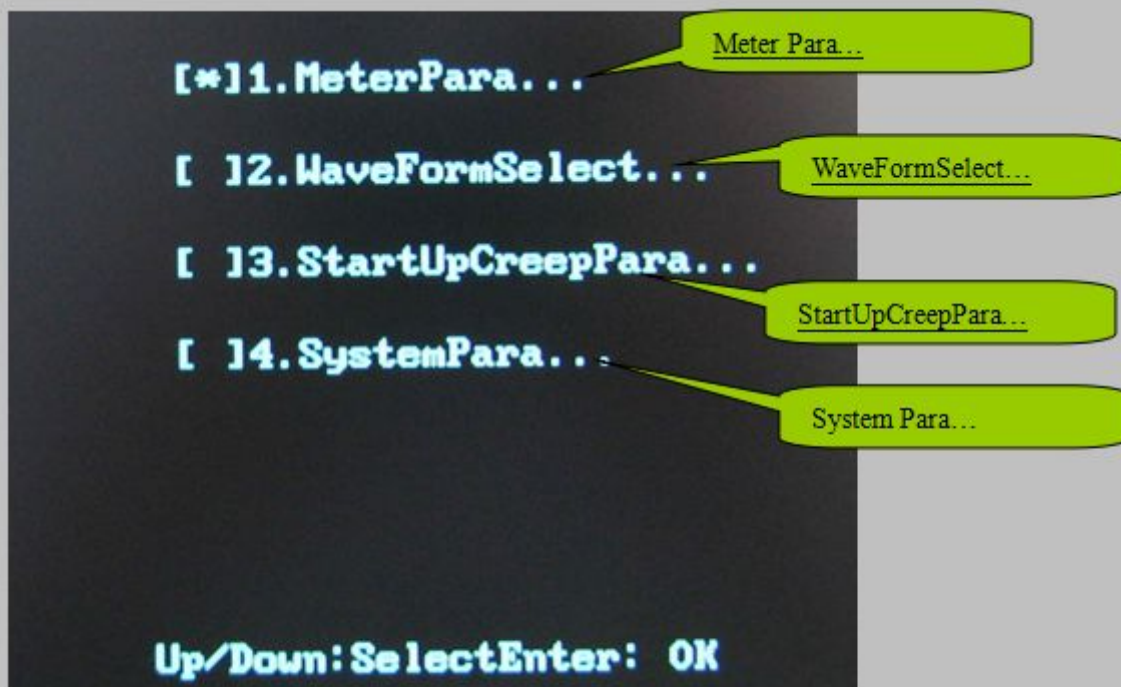 [*]1.MeterPara...
Meter Para...
[ ]2.WaveFormSelect...
WaveFormSelect...
[ ]3.StartUpCreepPara...
StartUpCreepPara...
[ ]4.SystemPara...
System Para...
Up/Down:SelectEnter: OK